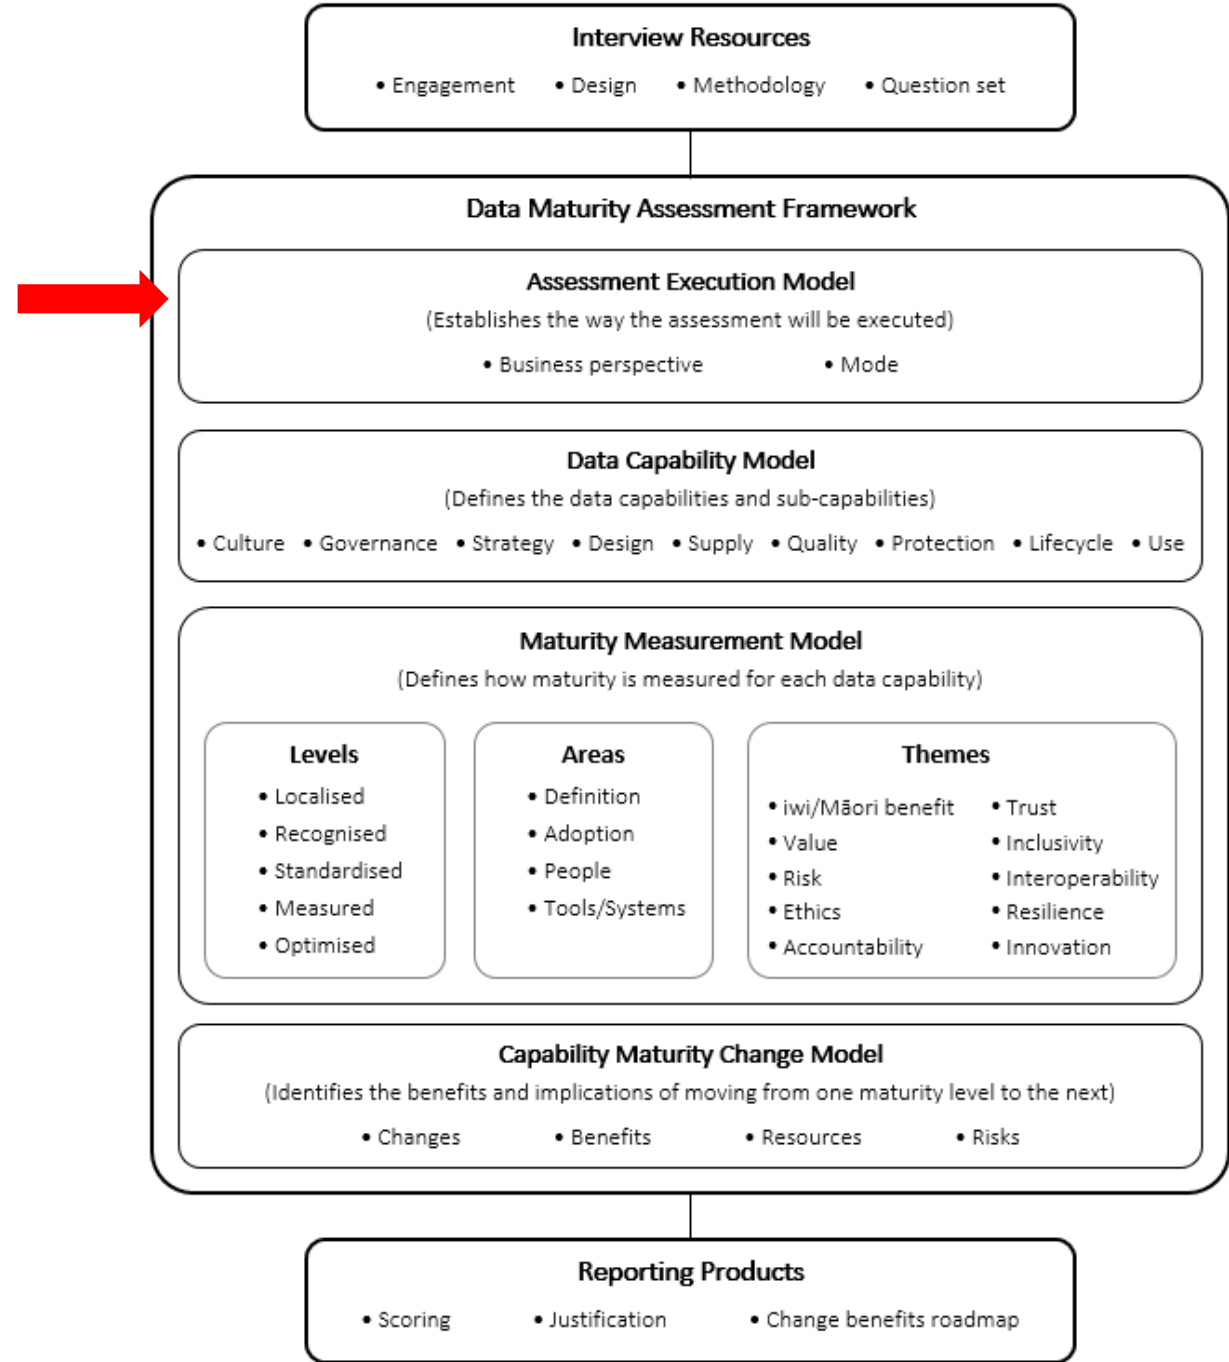 Interview Resources
• Engagement • Design • Methodology • Question set
Data Maturity Assessment Framework
Assessment Execution Model
(Establishes the way the assessment will be executed)
• Business perspective • Mode
Data Capability Model
(Defines the data capabilities and sub-capabilities)
• Culture • Governance • Strategy • Design • Supply • Quality • Protection • Lifecycle • Use
Maturity Measurement Model
(Defines how maturity is measured for each data capability)
Levels
• Localised
• Recognised
• Standardised
• Measured
• Optimised
Areas
• Definition
• Adoption
• People
• Tools/Systems
Themes
• iwi/Māori benefit
• Value
• Risk
• Ethics
• Accountability
• Trust
• Inclusivity
• Interoperability
• Resilience
• Innovation
Capability Maturity Change Model
(Identifies the benefits and implications of moving from one maturity level to the next)
• Changes • Benefits • Resources • Risks
Reporting Products
• Scoring • Justification • Change benefits roadmap